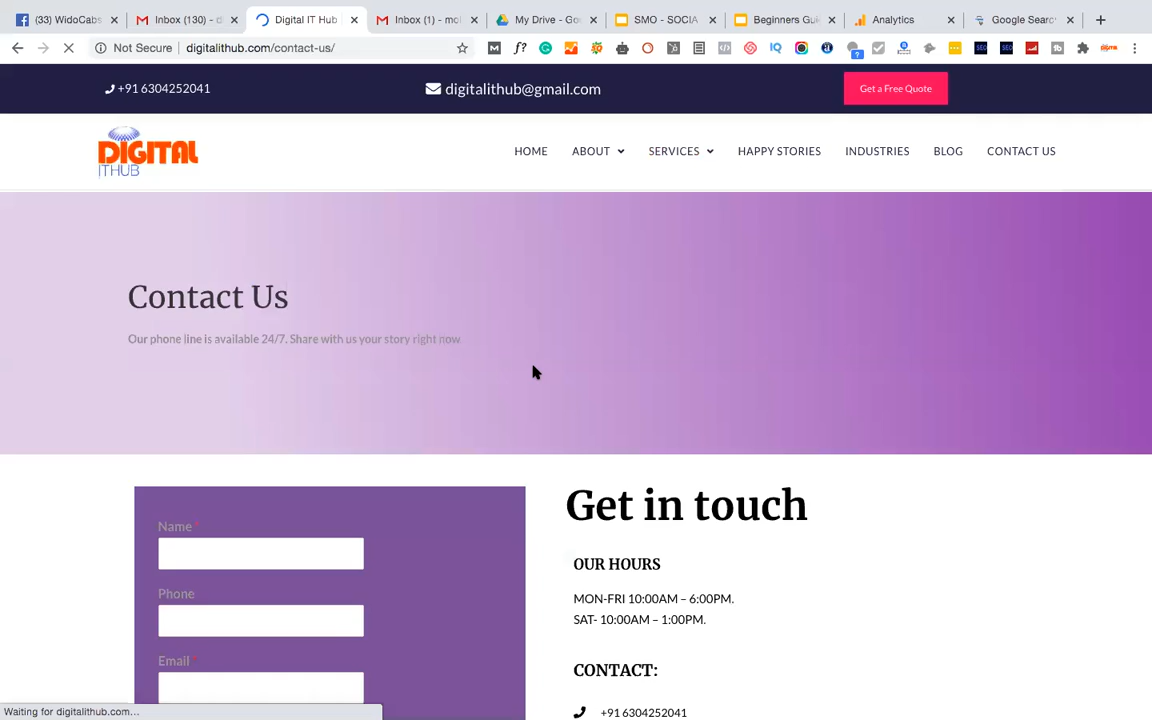 (33) WidoCabs
Inbox (130) - d
Digital IT Hub
Inbox (1) - mo
My Drive - Go
SMO - SOCIA
Beginners Gui
Analytics
Google Searc
Not Secure
digitalithub.com/contact-us/
+91 6304252041
digitalithub@gmail.com
Get a Free Quote
DIGITAL
ITHUB
HOME
ABOUT
SERVICES
HAPPY STORIES
INDUSTRIES
BLOG
CONTACT US
Contact Us
Our phone line is available 24/7. Share with us your story right now.
Name *
Phone
Email *
Get in touch
OUR HOURS
MON-FRI 10:00AM – 6:00PM.
SAT- 10:00AM – 1:00PM.
CONTACT:
+91 6304252041
Waiting for digitalithub.com...